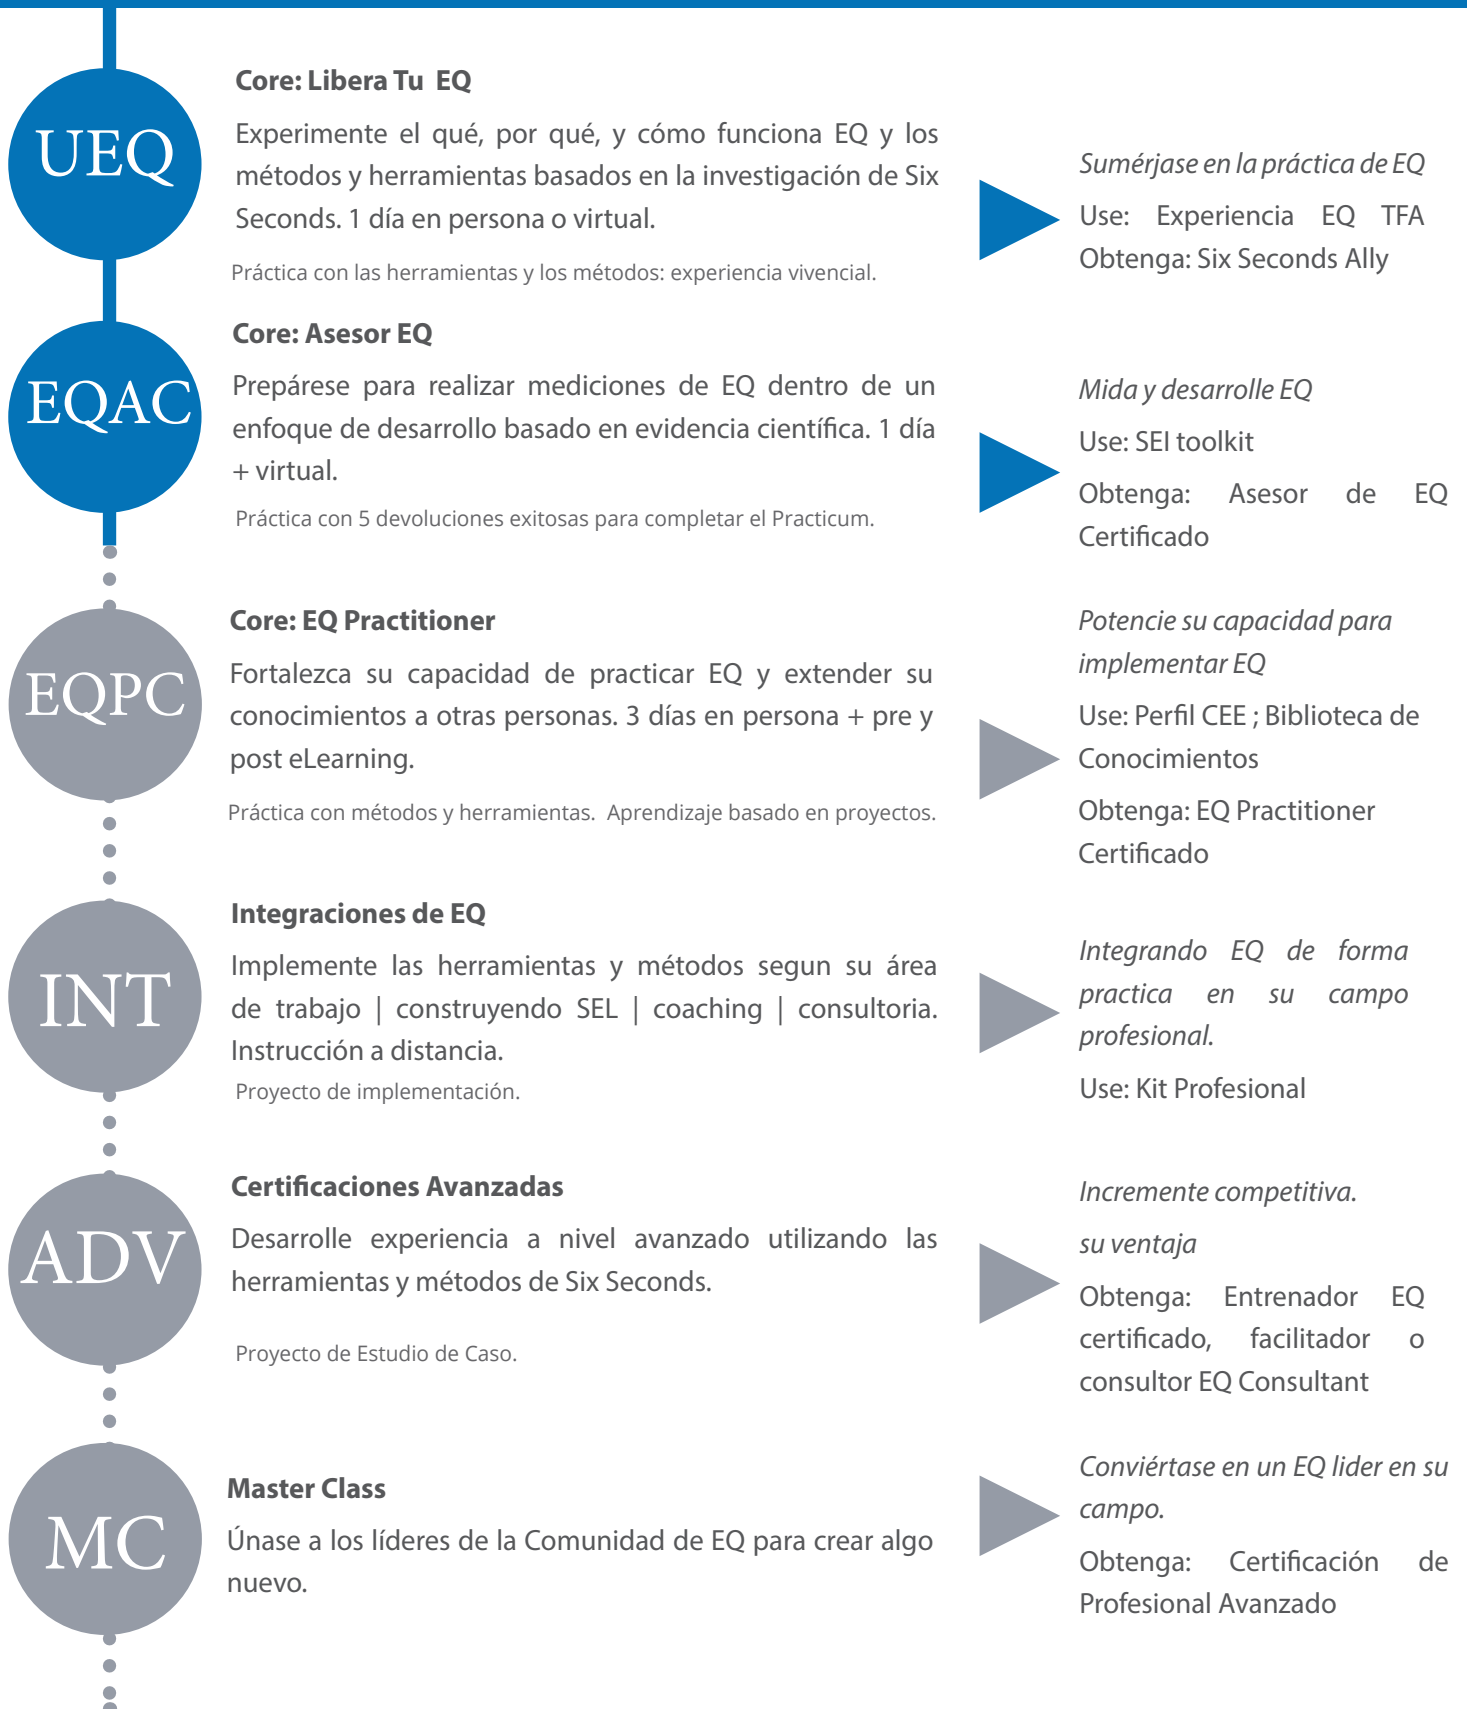 UEQ
Core: Libera Tu EQ
Experimente el qué, por qué, y cómo funciona EQ y los
métodos y herramientas basados en la investigación de Six
Seconds. 1 día en persona o virtual.
Práctica con las herramientas y los métodos: experiencia vivencial.
Sumérjase en la práctica de EQ
Use: Experiencia EQ TFA
Obtenga: Six Seconds Ally
EQAC
Core: Asesor EQ
Prepárese para realizar mediciones de EQ dentro de un
enfoque de desarrollo basado en evidencia científica. 1 día
+ virtual.
Práctica con 5 devoluciones exitosas para completar el Practicum.
Mida y desarrolle EQ
Use: SEI toolkit
Obtenga: Asesor de EQ
Certificado
EQPC
Core: EQ Practitioner
Fortalezca su capacidad de practicar EQ y extender su
conocimientos a otras personas. 3 días en persona + pre y
post eLearning.
Práctica con métodos y herramientas. Aprendizaje basado en proyectos.
Potencie su capacidad para
implementar EQ
Use: Perfil CEE ; Biblioteca de
Conocimientos
Obtenga: EQ Practitioner
Certificado
INT
Integraciones de EQ
Implemente las herramientas y métodos segun su área
de trabajo | construyendo SEL | coaching | consultoria.
Instrucción a distancia.
Proyecto de implementación.
Integrando EQ de forma
practica en su campo
profesional.
Use: Kit Profesional
ADV
Certificaciones Avanzadas
Desarrolle experiencia a nivel avanzado utilizando las
herramientas y métodos de Six Seconds.
Proyecto de Estudio de Caso.
Incremente competitiva.
su ventaja
Obtenga: Entrenador EQ
certificado, facilitador o
consultor EQ Consultant
MC
Master Class
Únase a los líderes de la Comunidad de EQ para crear algo
nuevo.
Conviértase en un EQ lider en su
campo.
Obtenga: Certificación de
Profesional Avanzado